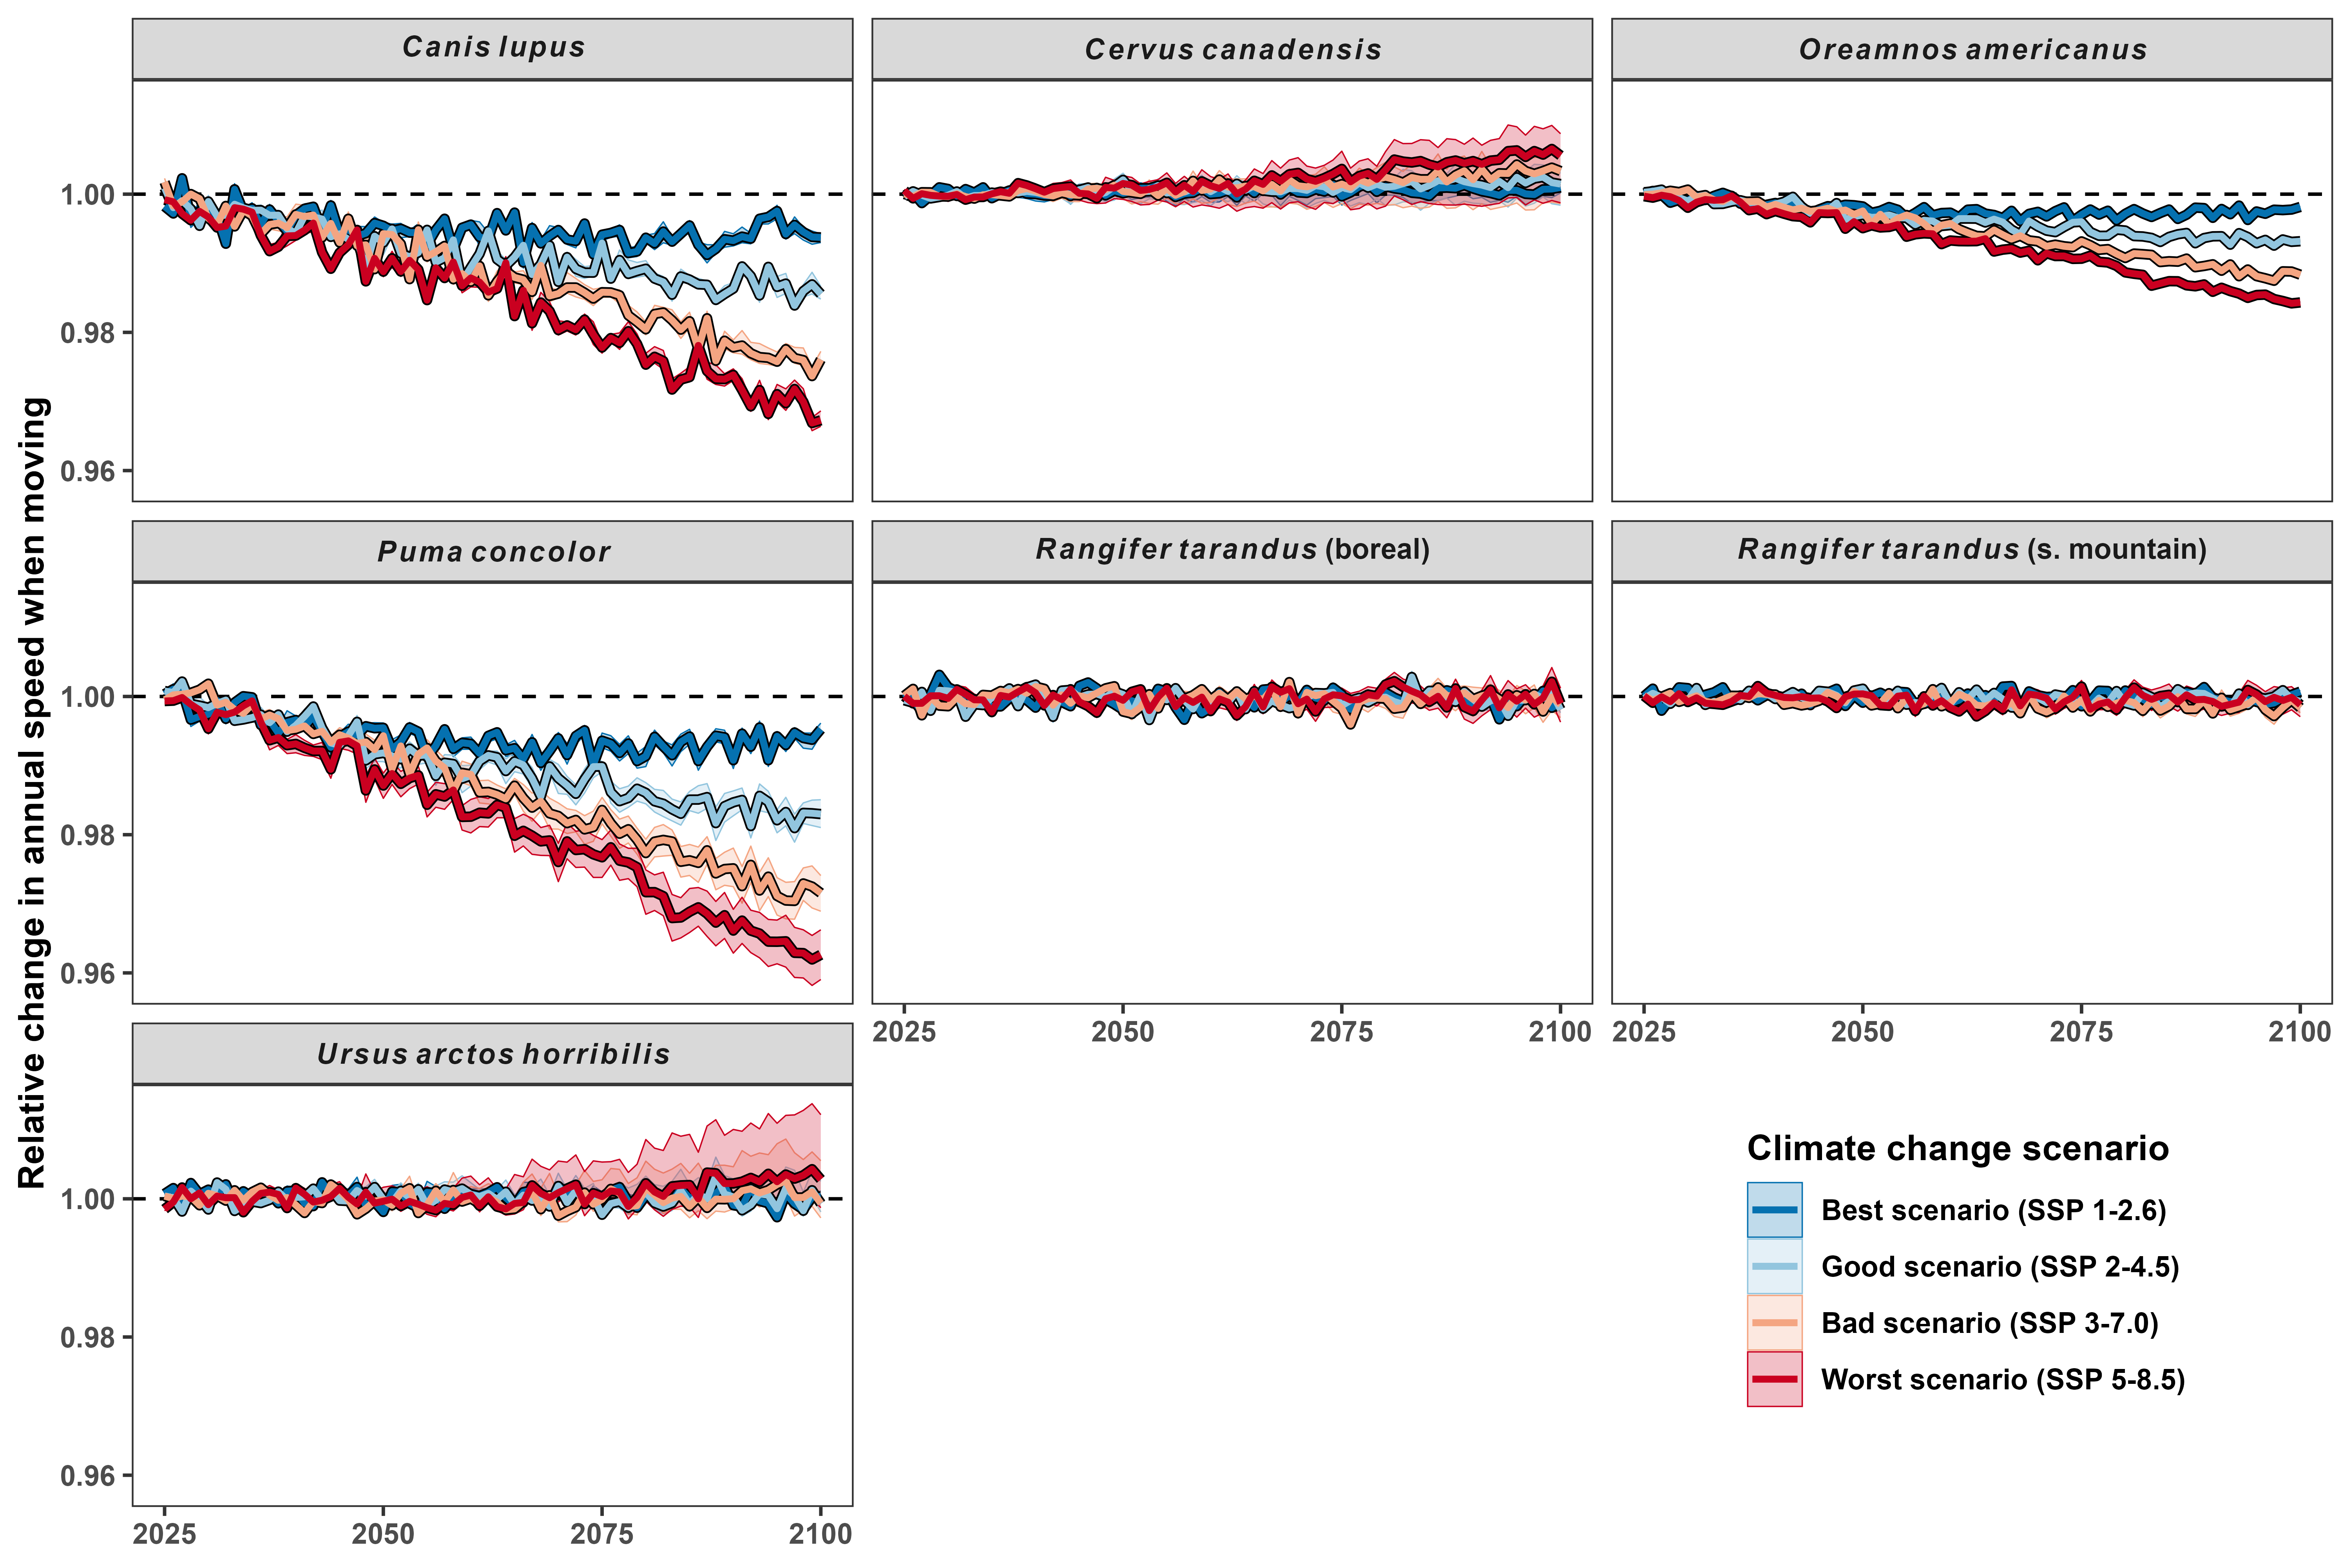 Canis lupus
Cervus canadensis
Oreamnos americanus
1.00
0.98
0.96
Puma concolor
Rangifer tarandus (boreal)
Rangifer tarandus (s. mountain)
1.00
0.98
0.96
2025 2050 2075 2100
2025 2050 2075 2100
Ursus arctos horribilis
1.00
0.98
0.96
2025 2050 2075 2100
Relative change in annual speed when moving
Climate change scenario
Best scenario (SSP 1-2.6)
Good scenario (SSP 2-4.5)
Bad scenario (SSP 3-7.0)
Worst scenario (SSP 5-8.5)